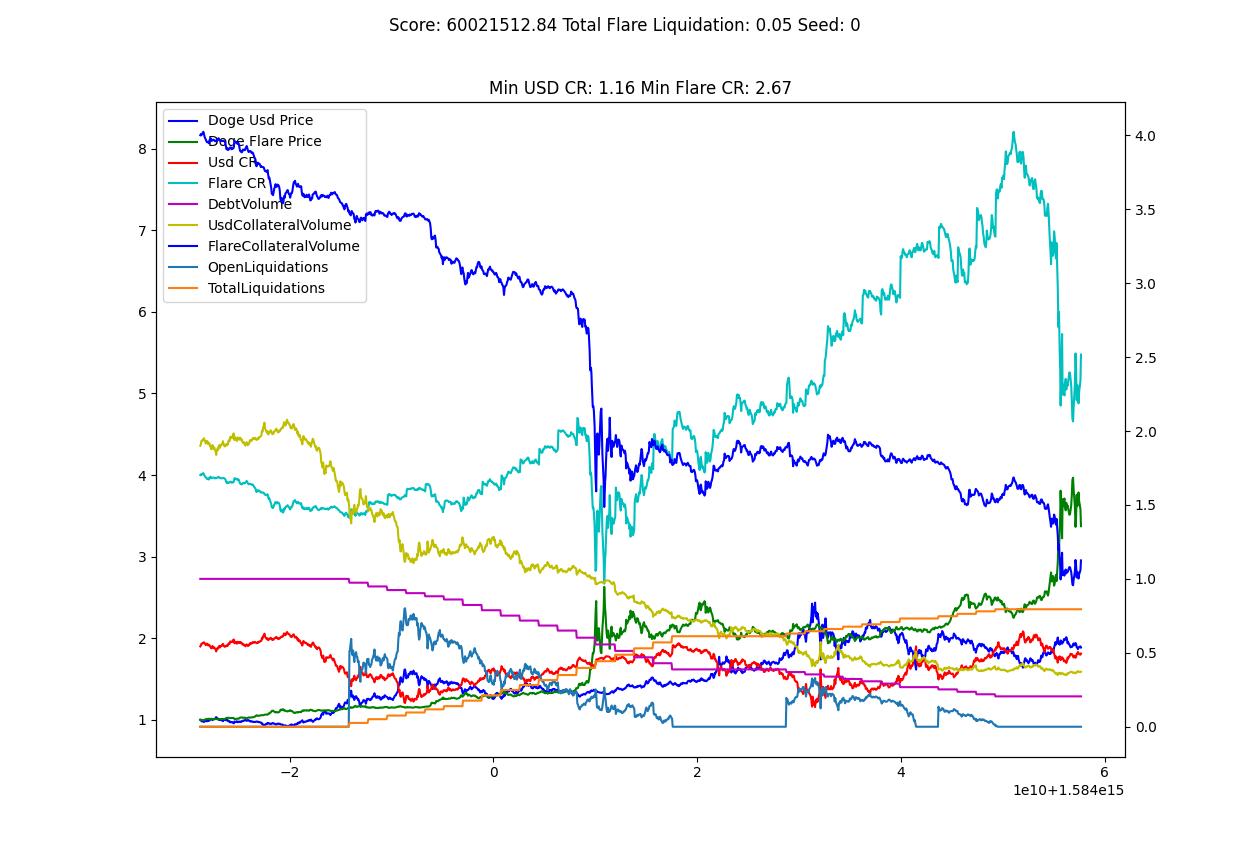 Score: 60021512.84 Total Flare Liquidation: 0.05 Seed: 0
Min USD CR: 1.16 Min Flare CR: 2.67
Doge Usd Price
Doge Flare Price
Usd CR
Flare CR
DebtVolume
UsdCollateralVolume
FlareCollateralVolume
OpenLiquidations
TotalLiquidations
8
7
6
5
4
3
2
1
4.0
3.5
3.0
2.5
2.0
1.5
1.0
0.5
0.0
−2
0
2
4
6
1e10+1.584e15